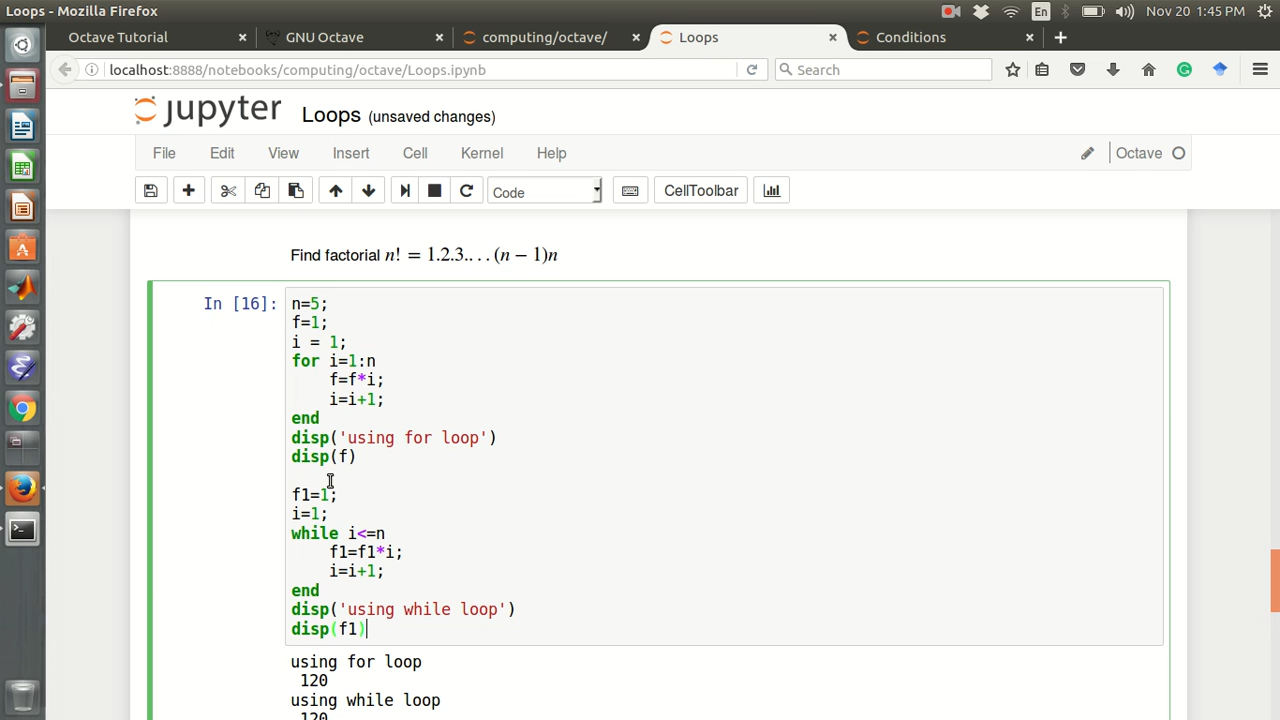 Loops - Mozilla Firefox
En
Nov 20 1:45 PM
Octave Tutorial
GNU Octave
computing/octave/
Loops
Conditions
localhost:8888/notebooks/computing/octave/Loops.ipynb
Search
jupyter Loops (unsaved changes)
File Edit View Insert Cell Kernel Help
Octave
Code
CellToolbar
Find factorial n! = 1.2.3. . . . (n − 1)n
In [16]:
n=5;
f=1;
i = 1;
for i=1:n
f=f*i;
i=i+1;
end
disp('using for loop')
disp(f)
f1=1;
i=1;
while i<=n
f1=f1*i;
i=i+1;
end
disp('using while loop')
disp(f1)
using for loop
120
using while loop
120